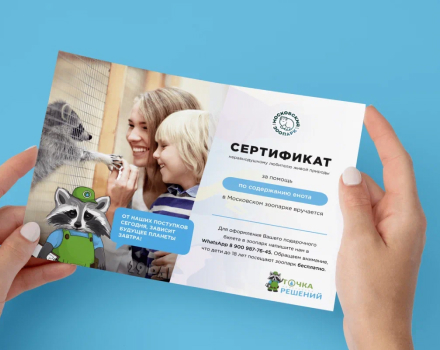 МОСКОВСКИЙ
ЗООПАРК
СЕРТИФИКАТ
неравнодушному любителю живой природы
за помощь
по содержанию енота
в Московском зоопарке вручается
ОТ НАШИХ ПОСТУПКОВ
СЕГОДНЯ, ЗАВИСИТ
БУДУЩЕЕ ПЛАНЕТЫ
ЗАВТРА!
Для оформления Вашего подарочного
билета в зоопарк напишите нам в
WhatsApp 8 900 987-76-45. Обращаем внимание,
что дети до 18 лет посещают зоопарк бесплатно.
ТОЧКА
РЕШЕНИЙ